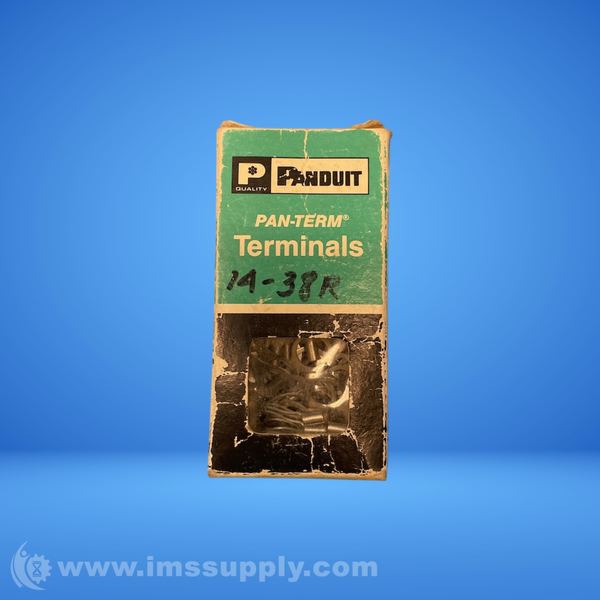 P
QUALITY
PANDUIT
PAN-TERM®
Terminals
14-38R
www.imssupply.com